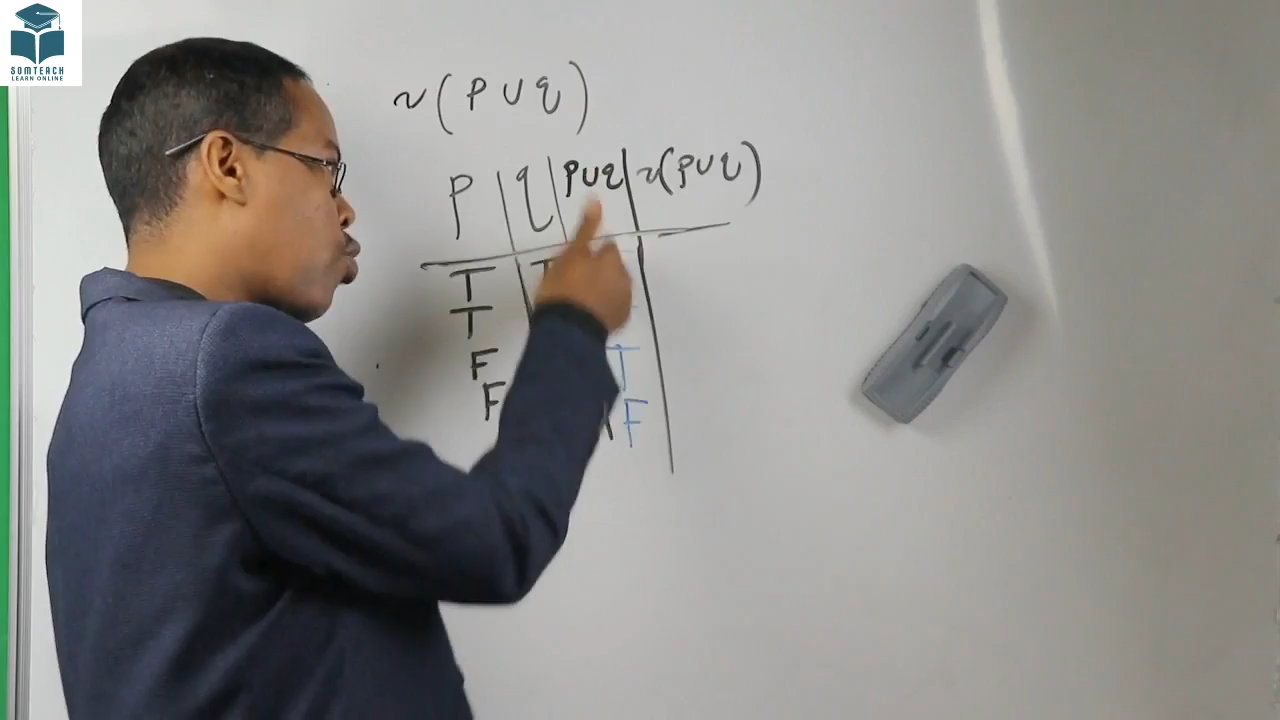 SOMTEACH
LEARN ONLINE
~(P ∪ q)
P q P∪q ~(P∪q)
T T
T
F T
F F